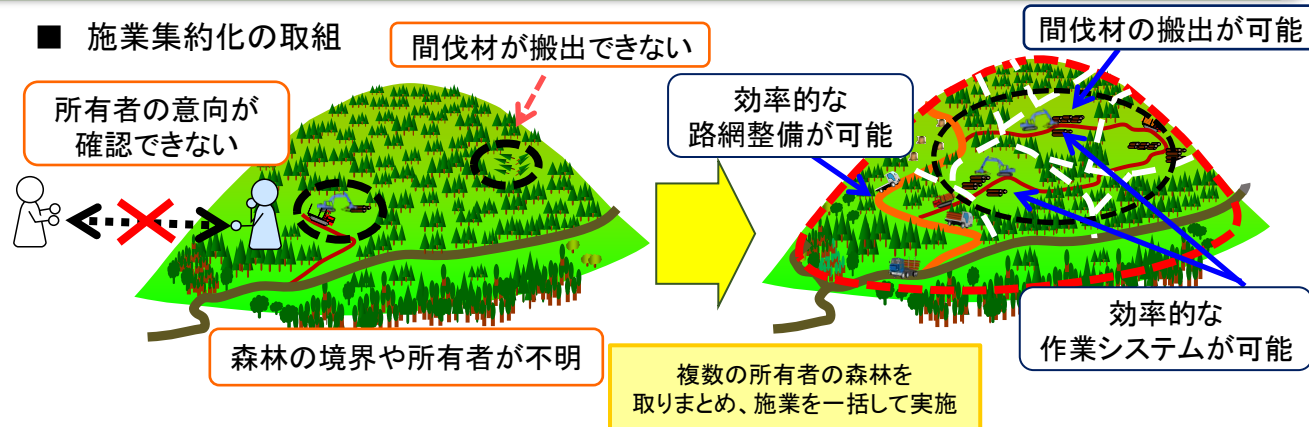 ■ 施業集約化の取組
間伐材が搬出できない
所有者の意向が
確認できない
森林の境界や所有者が不明
間伐材の搬出が可能
効率的な
路網整備が可能
効率的な
作業システムが可能
複数の所有者の森林を
取りまとめ、施業を一括して実施